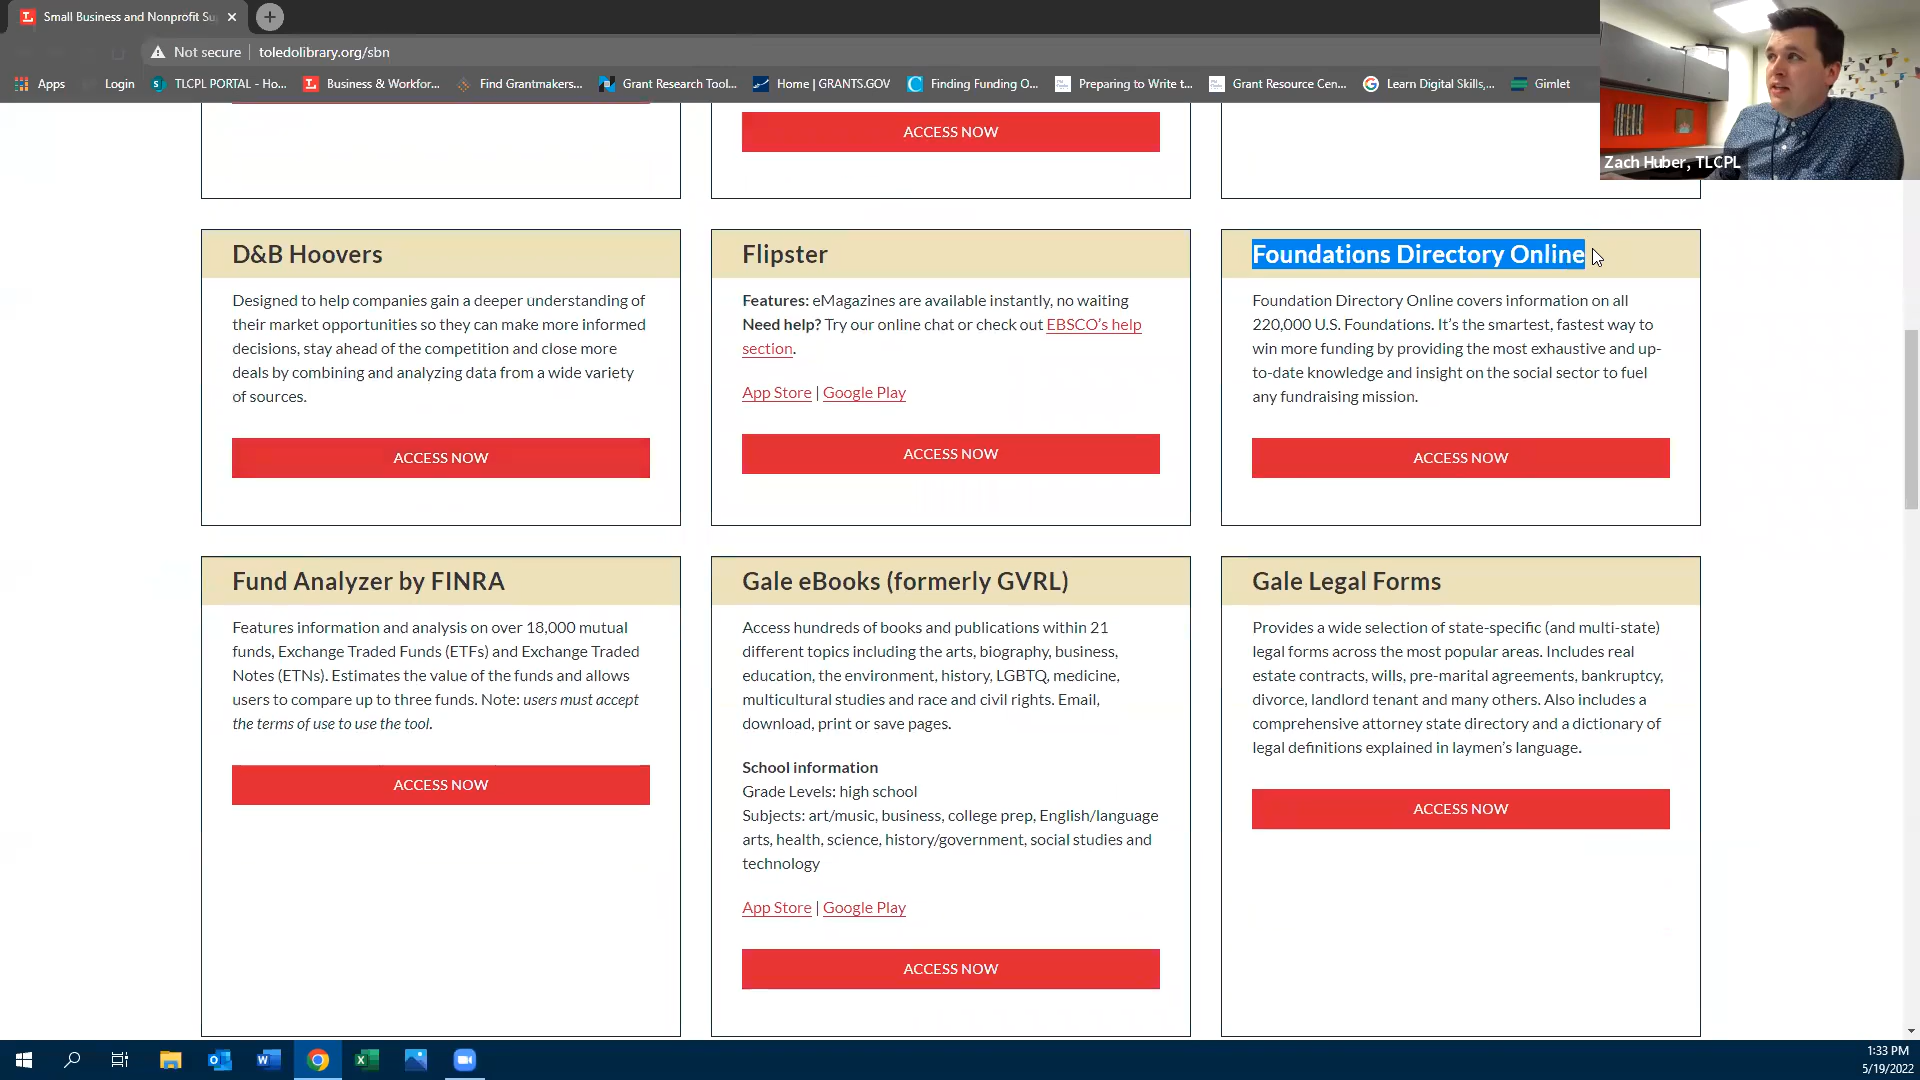 Small Business and Nonprofit Su
Not secure
toledolibrary.org/sbn
Apps
Login
TLCPL PORTAL - Ho...
Business & Workfor...
Find Grantmakers...
Grant Research Tool...
Home | GRANTS.GOV
Finding Funding O...
Preparing to Write t...
Grant Resource Cen...
Learn Digital Skills,...
Gimlet
Zach Huber, TLCPL
ACCESS NOW
D&B Hoovers
Designed to help companies gain a deeper understanding of
their market opportunities so they can make more informed
decisions, stay ahead of the competition and close more
deals by combining and analyzing data from a wide variety
of sources.
ACCESS NOW
Flipster
Features: eMagazines are available instantly, no waiting
Need help? Try our online chat or check out EBSCO's help
section.
App Store | Google Play
ACCESS NOW
Foundations Directory Online
Foundation Directory Online covers information on all
220,000 U.S. Foundations. It's the smartest, fastest way to
win more funding by providing the most exhaustive and up-
to-date knowledge and insight on the social sector to fuel
any fundraising mission.
ACCESS NOW
Fund Analyzer by FINRA
Features information and analysis on over 18,000 mutual
funds, Exchange Traded Funds (ETFs) and Exchange Traded
Notes (ETNs). Estimates the value of the funds and allows
users to compare up to three funds. Note: users must accept
the terms of use to use the tool.
ACCESS NOW
Gale eBooks (formerly GVRL)
Access hundreds of books and publications within 21
different topics including the arts, biography, business,
education, the environment, history, LGBTQ, medicine,
multicultural studies and race and civil rights. Email,
download, print or save pages.
School information
Grade Levels: high school
Subjects: art/music, business, college prep, English/language
arts, health, science, history/government, social studies and
technology
App Store | Google Play
ACCESS NOW
Gale Legal Forms
Provides a wide selection of state-specific (and multi-state)
legal forms across the most popular areas. Includes real
estate contracts, wills, pre-marital agreements, bankruptcy,
divorce, landlord tenant and many others. Also includes a
comprehensive attorney state directory and a dictionary of
legal definitions explained in laymen's language.
ACCESS NOW
1:33 PM
5/19/2022